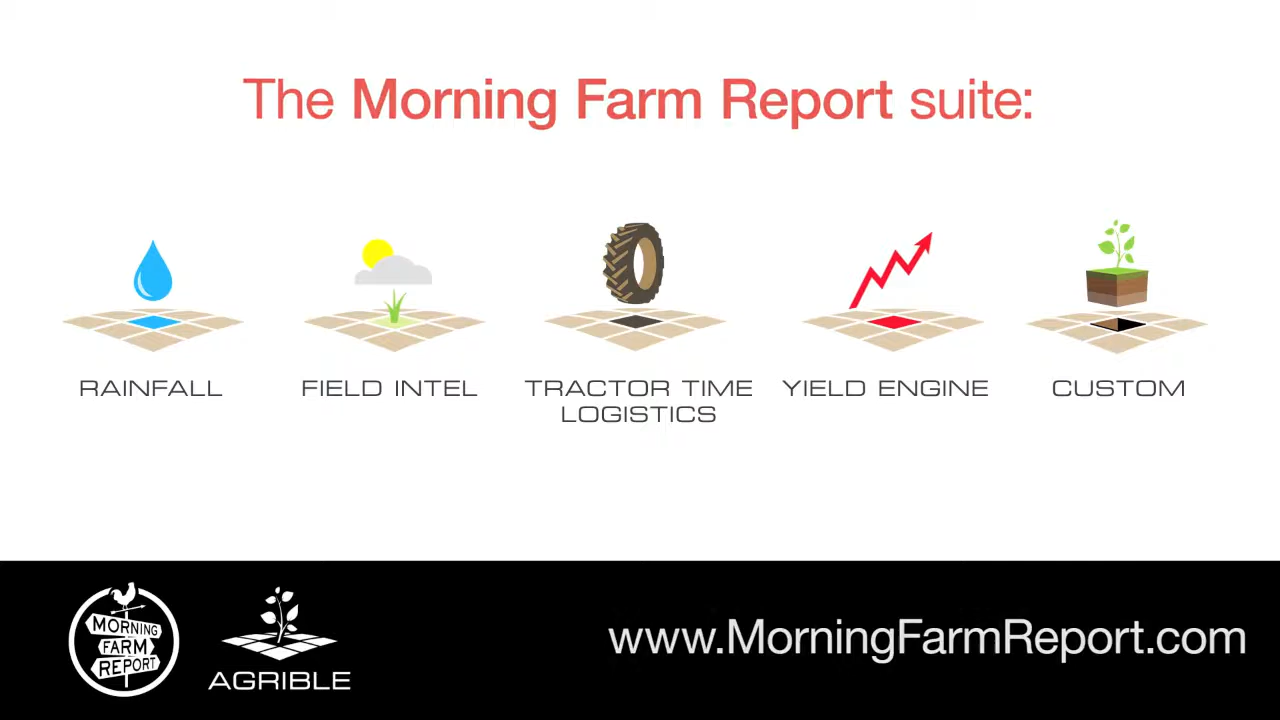 The Morning Farm Report suite:
RAINFALL
FIELD INTEL
TRACTOR TIME
LOGISTICS
YIELD ENGINE
CUSTOM
MORNING
FARM
REPORT
AGRIBLE
www.MorningFarmReport.com